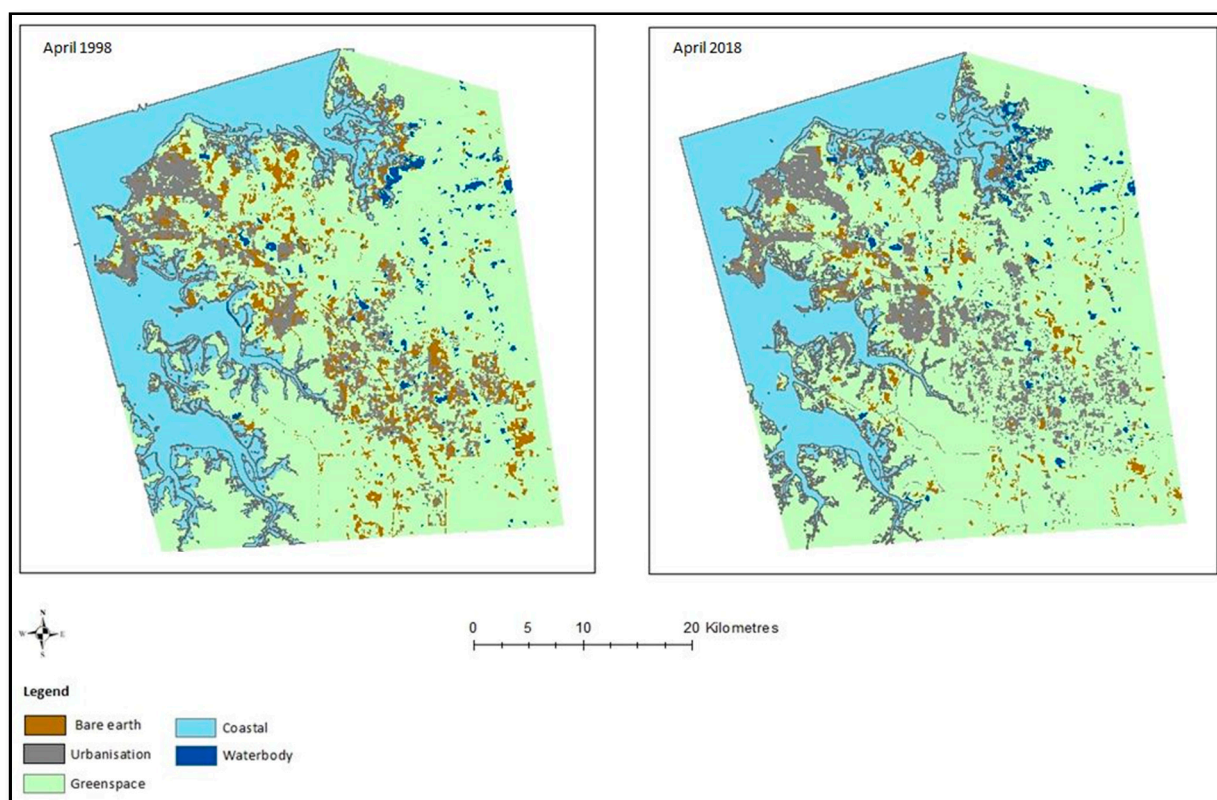 April 1998
April 2018
N
W E
S
0 5 10 20 Kilometres
Legend
Bare earth
Coastal
Urbanisation
Waterbody
Greenspace